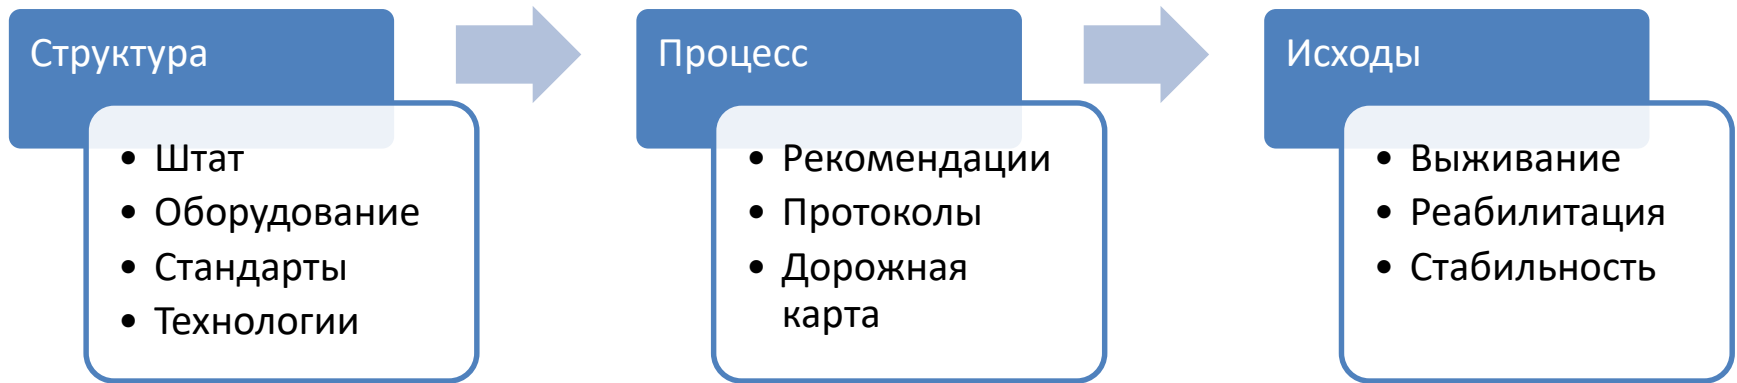 Структура
• Штат
• Оборудование
• Стандарты
• Технологии
Процесс
• Рекомендации
• Протоколы
• Дорожная
карта
Исходы
• Выживание
• Реабилитация
• Стабильность